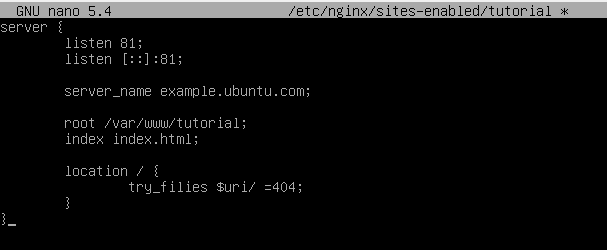 GNU nano 5.4 /etc/nginx/sites-enabled/tutorial *
server {
listen 81;
listen [::]:81;
server_name example.ubuntu.com;
root /var/www/tutorial;
index index.html;
location / {
try_filies $uri/ =404;
}
}_